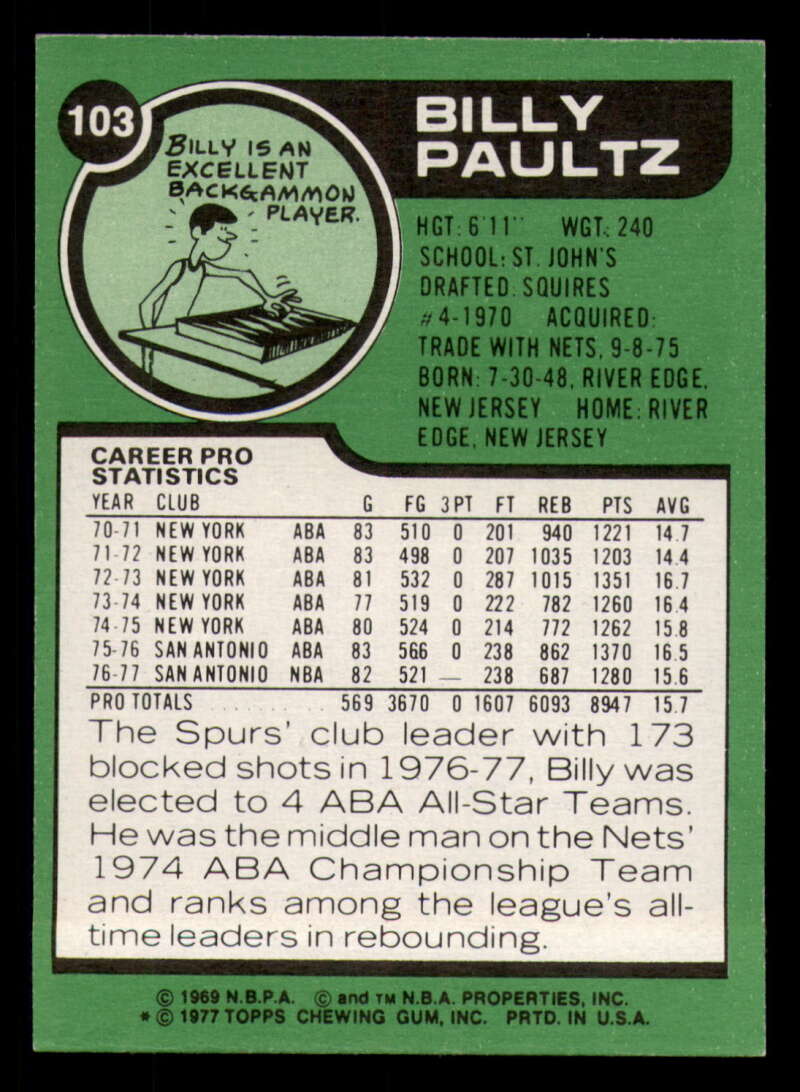 103
BILLY IS AN
EXCELLENT
BACKGAMMON
PLAYER.
BILLY
PAULTZ
HGT: 6'11" WGT: 240
SCHOOL: ST. JOHN'S
DRAFTED: SQUIRES
#4-1970 ACQUIRED:
TRADE WITH NETS, 9-8-75
BORN: 7-30-48, RIVER EDGE,
NEW JERSEY HOME: RIVER
EDGE, NEW JERSEY
CAREER PRO
STATISTICS
YEAR CLUB G FG 3PT FT REB PTS AVG
70-71 NEW YORK ABA 83 510 0 201 940 1221 14.7
71-72 NEW YORK ABA 83 498 0 207 1035 1203 14.4
72-73 NEW YORK ABA 81 532 0 287 1015 1351 16.7
73-74 NEW YORK ABA 77 519 0 222 782 1260 16.4
74-75 NEW YORK ABA 80 524 0 214 772 1262 15.8
75-76 SAN ANTONIO ABA 83 566 0 238 862 1370 16.5
76-77 SAN ANTONIO NBA 82 521 — 238 687 1280 15.6
PRO TOTALS . . . . . . . . . . . 569 3670 0 1607 6093 8947 15.7
The Spurs' club leader with 173
blocked shots in 1976-77, Billy was
elected to 4 ABA All-Star Teams.
He was the middle man on the Nets'
1974 ABA Championship Team
and ranks among the league's all-
time leaders in rebounding.
© 1969 N.B.P.A. © and TM N.B.A. PROPERTIES, INC.
* © 1977 TOPPS CHEWING GUM, INC. PRTD. IN U.S.A.